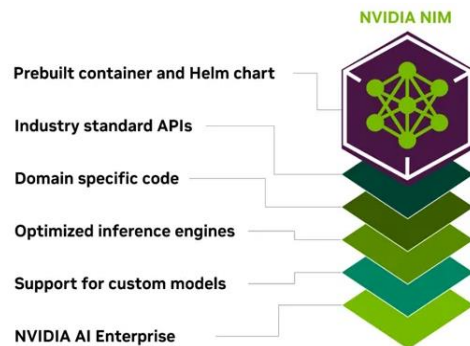 NVIDIA NIM
Prebuilt container and Helm chart
Industry standard APIs
Domain specific code
Optimized inference engines
Support for custom models
NVIDIA AI Enterprise